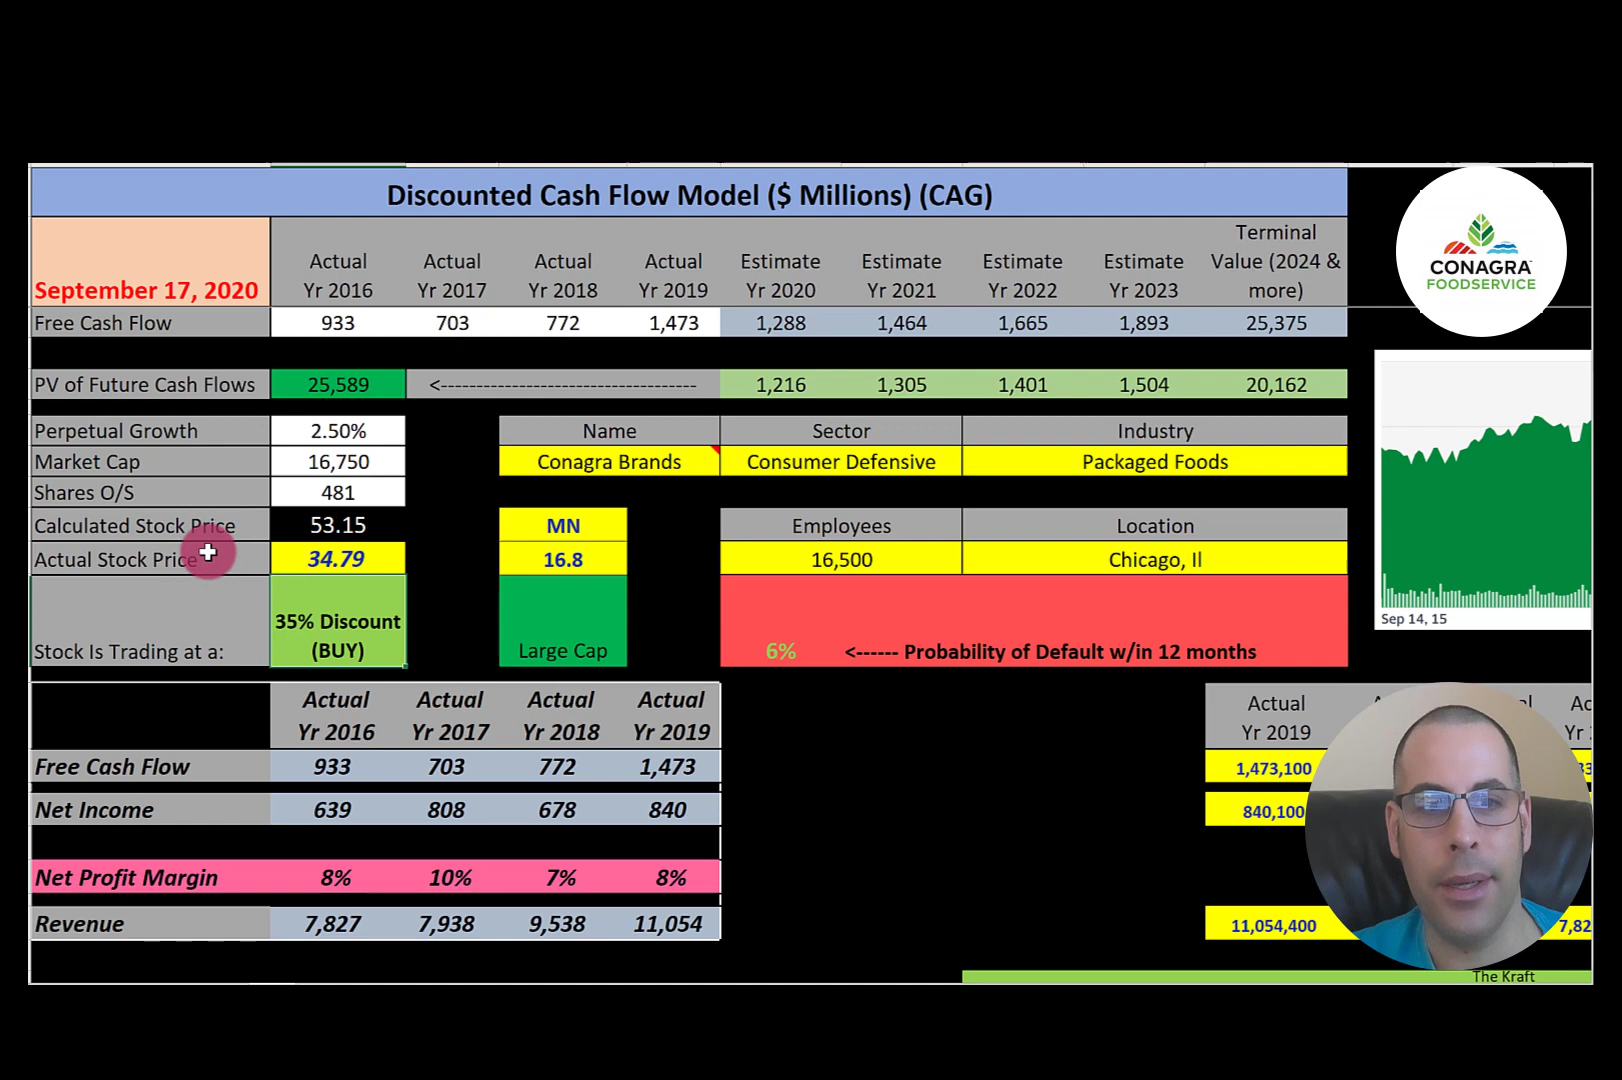 Discounted Cash Flow Model ($ Millions) (CAG)
September 17, 2020
Actual Yr 2016
Actual Yr 2017
Actual Yr 2018
Actual Yr 2019
Estimate Yr 2020
Estimate Yr 2021
Estimate Yr 2022
Estimate Yr 2023
Terminal Value (2024 & more)
CONAGRA
FOODSERVICE
Free Cash Flow 933 703 772 1,473 1,288 1,464 1,665 1,893 25,375
PV of Future Cash Flows 25,589 <---------------------------------- 1,216 1,305 1,401 1,504 20,162
Perpetual Growth 2.50% Name Sector Industry
Market Cap 16,750 Conagra Brands Consumer Defensive Packaged Foods
Shares O/S 481
Calculated Stock Price 53.15 MN Employees Location
Actual Stock Price 34.79 16.8 16,500 Chicago, Il
Sep 14, 15
Stock Is Trading at a: 35% Discount (BUY) Large Cap 6% <------ Probability of Default w/in 12 months
Actual Yr 2016
Actual Yr 2017
Actual Yr 2018
Actual Yr 2019
Actual Yr 2019
Free Cash Flow 933 703 772 1,473 1,473,100
Net Income 639 808 678 840 840,100
Net Profit Margin 8% 10% 7% 8%
Revenue 7,827 7,938 9,538 11,054 11,054,400
The Kraft